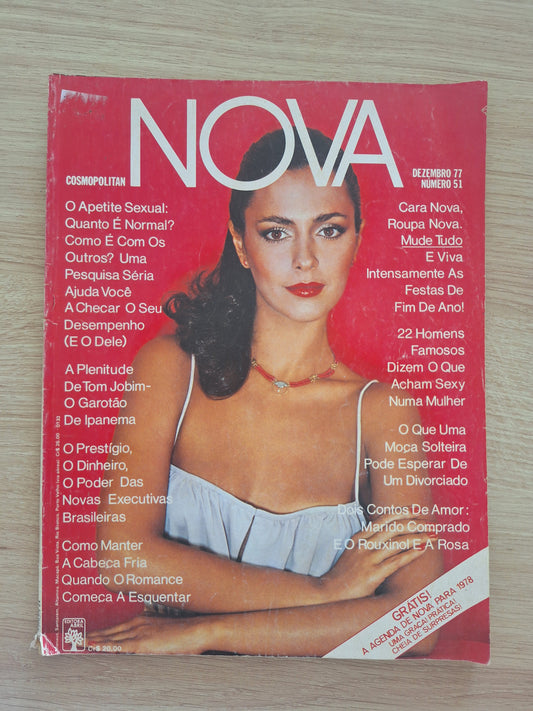 NOVA
COSMOPOLITAN
DEZEMBRO 77
NÚMERO 51
O Apetite Sexual:
Quanto É Normal?
Como É Com Os
Outros? Uma
Pesquisa Séria
Ajuda Você
A Checar O Seu
Desempenho
(E O Dele)
A Plenitude
De Tom Jobim-
O Garotão
De Ipanema
O Prestígio,
O Dinheiro,
O Poder Das
Novas Executivas
Brasileiras
Como Manter
A Cabeça Fria
Quando O Romance
Começa A Esquentar
Cara Nova,
Roupa Nova.
Mude Tudo
E Viva
Intensamente As
Festas De
Fim De Ano!
22 Homens
Famosos
Dizem O Que
Acham Sexy
Numa Mulher
O Que Uma
Moça Solteira
Pode Esperar De
Um Divorciado
Dois Contos De Amor:
Marido Comprado
E O Rouxinol E A Rosa
GRÁTIS!
A AGENDA DE NOVA PARA 1978
UMA GRAÇA! PRÁTICA!
CHEIA DE SURPRESAS!
EDITORA
ABRIL
Cr$ 20,00